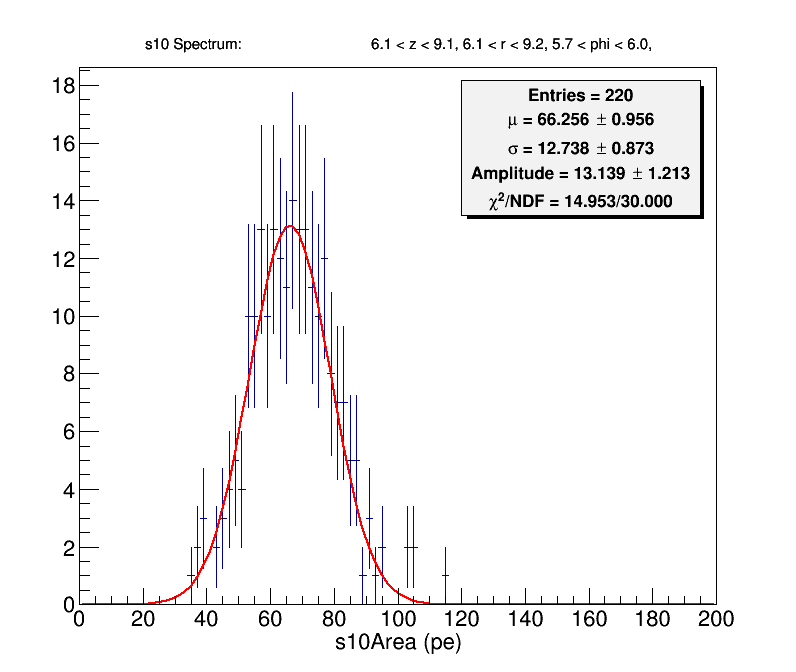 s10 Spectrum: 6.1 < z < 9.1, 6.1 < r < 9.2, 5.7 < phi < 6.0,
Entries = 220
μ = 66.256 ± 0.956
σ = 12.738 ± 0.873
Amplitude = 13.139 ± 1.213
χ²/NDF = 14.953/30.000
18
16
14
12
10
8
6
4
2
0
0 20 40 60 80 100 120 140 160 180 200
s10Area (pe)